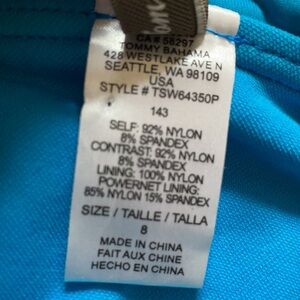 CA# 56297
TOMMY BAHAMA
428 WESTLAKE AVE N
SEATTLE, WA 98109
USA
STYLE # TSW64350P
143
SELF: 92% NYLON
8% SPANDEX
CONTRAST: 92% NYLON
8% SPANDEX
LINING: 100% NYLON
POWERNET LINING:
85% NYLON 15% SPANDEX
SIZE / TAILLE / TALLA
8
MADE IN CHINA
FAIT AUX CHINE
HECHO EN CHINA